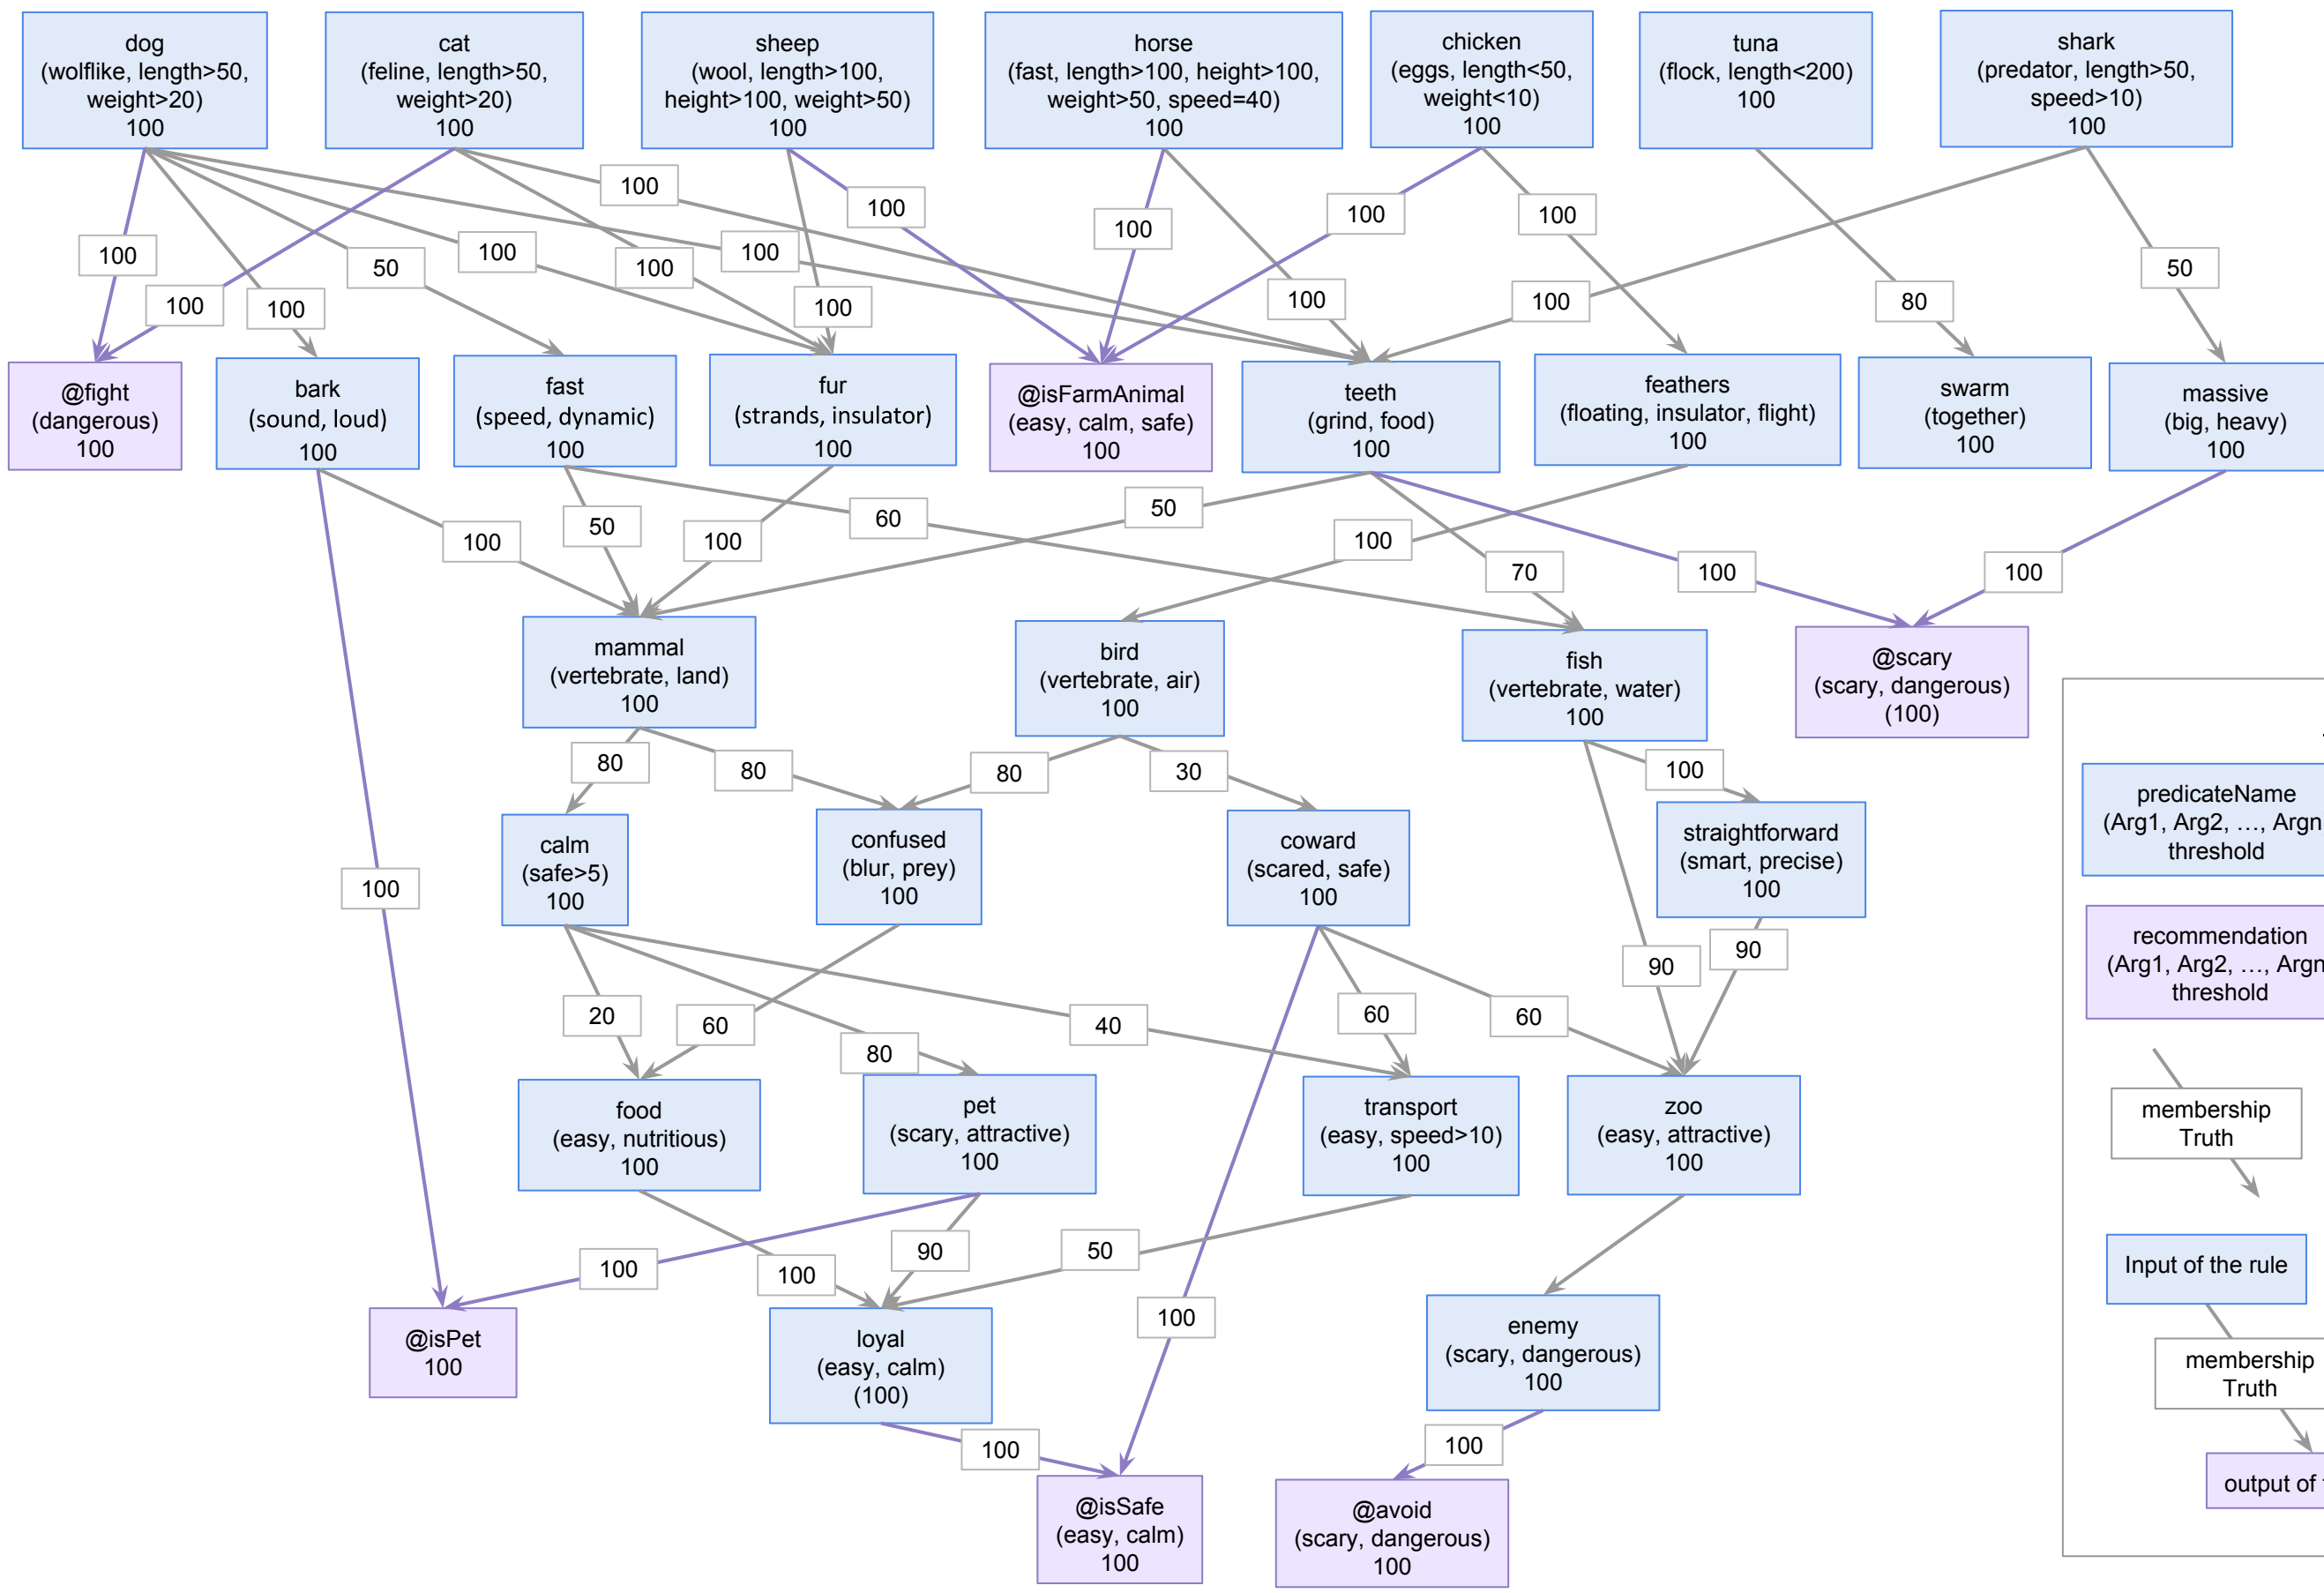 dog
(wolflike, length>50,
weight>20)
100
cat
(feline, length>50,
weight>20)
100
sheep
(wool, length>100,
height>100, weight>50)
100
horse
(fast, length>100, height>100,
weight>50, speed=40)
100
chicken
(eggs, length<50,
weight<10)
100
tuna
(flock, length<200)
100
shark
(predator, length>50,
speed>10)
100
100
100
100
100
100
100
100
50
100
100
100
50
100
100
100
100
100
80
@fight
(dangerous)
100
bark
(sound, loud)
100
fast
(speed, dynamic)
100
fur
(strands, insulator)
100
@isFarmAnimal
(easy, calm, safe)
100
teeth
(grind, food)
100
feathers
(floating, insulator, flight)
100
swarm
(together)
100
massive
(big, heavy)
100
50
60
50
100
100
100
70
100
100
mammal
(vertebrate, land)
100
bird
(vertebrate, air)
100
fish
(vertebrate, water)
100
@scary
(scary, dangerous)
(100)
80
80
80
30
100
calm
(safe>5)
100
confused
(blur, prey)
100
coward
(scared, safe)
100
straightforward
(smart, precise)
100
100
90
90
20
60
80
40
60
60
food
(easy, nutritious)
100
pet
(scary, attractive)
100
transport
(easy, speed>10)
100
zoo
(easy, attractive)
100
100
100
90
50
100
@isPet
100
loyal
(easy, calm)
(100)
enemy
(scary, dangerous)
100
100
100
@isSafe
(easy, calm)
100
@avoid
(scary, dangerous)
100
predicateName
(Arg1, Arg2, …, Argn
threshold
recommendation
(Arg1, Arg2, …, Argn
threshold
membership
Truth
Input of the rule
membership
Truth
output of